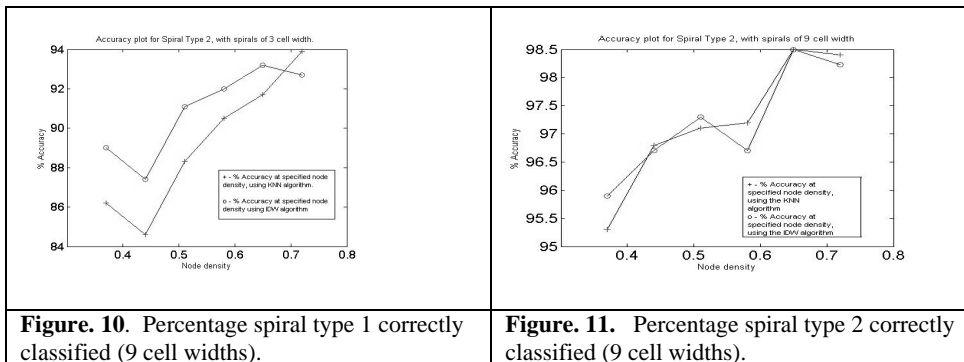 Accuracy plot for Spiral Type 2, with spirals of 3 cell width.
94
92
90
88
86
84
% Accuracy
+ - % Accuracy at specified node
density, using KNN algorithm.
o - % Accuracy at specified node
density using IDW algorithm
0.4
0.5
0.6
0.7
0.8
Node density
Accuracy plot for Spiral Type 2, with spirals of 9 cell width
98.5
98
97.5
97
96.5
96
95.5
95
% Accuracy
+ - % Accuracy at
specified node density,
using the KNN
algorithm
o - % Accuracy at
specified node density,
using the IDW algorithm
0.4
0.5
0.6
0.7
0.8
Node density
Figure. 10. Percentage spiral type 1 correctly
classified (9 cell widths).
Figure. 11. Percentage spiral type 2 correctly
classified (9 cell widths).